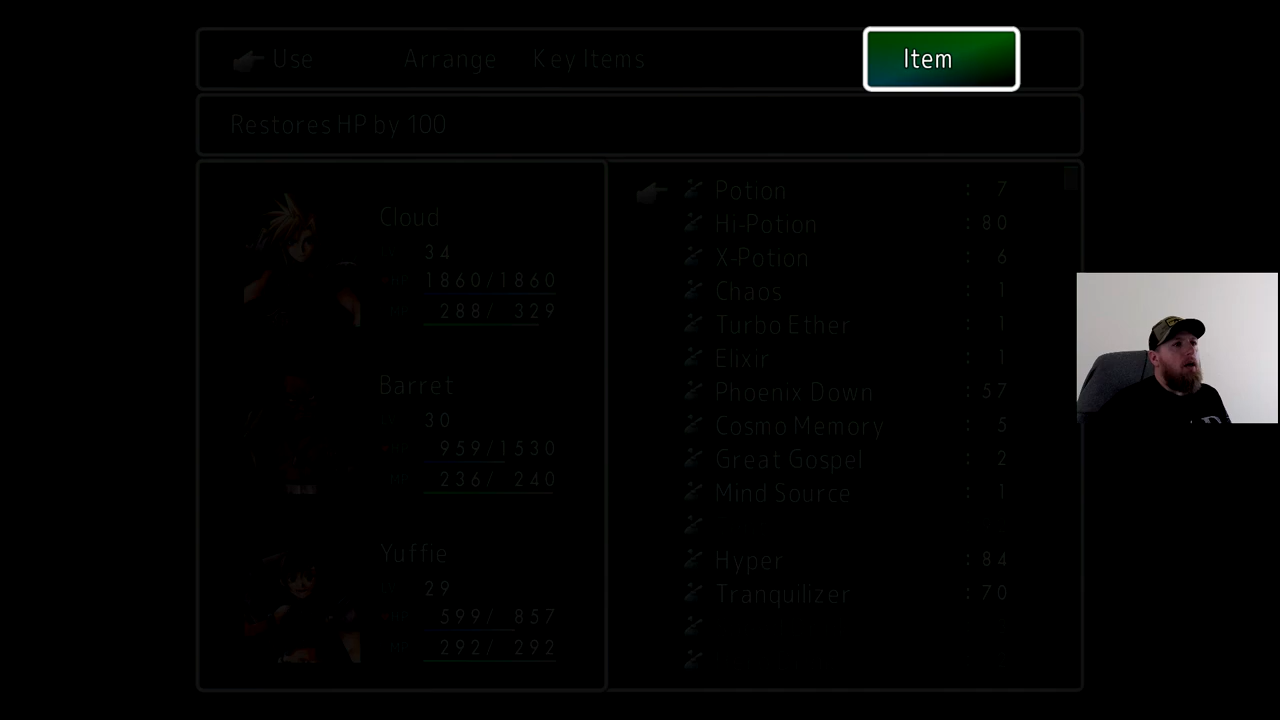 Use Arrange Key Items Item
Restores HP by 100
Cloud
34
1860/1860
288/ 329
Barret
30
959/1530
236/ 240
Yuffie
29
599/ 857
292/ 292
Potion : 7
Hi-Potion : 80
X-Potion : 6
Chaos : 1
Turbo Ether : 1
Elixir : 1
Phoenix Down : 57
Cosmo Memory : 5
Great Gospel : 2
Mind Source : 1
Hyper : 84
Tranquilizer : 70